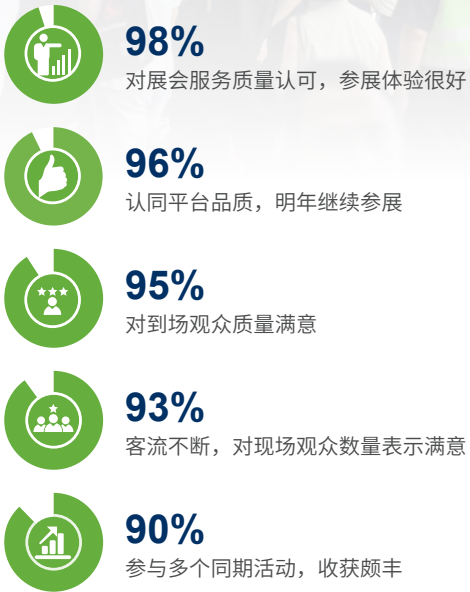 98%
对展会服务质量认可，参展体验很好
96%
认同平台品质，明年继续参展
95%
对到场观众质量满意
93%
客流不断，对现场观众数量表示满意
90%
参与多个同期活动，收获颇丰